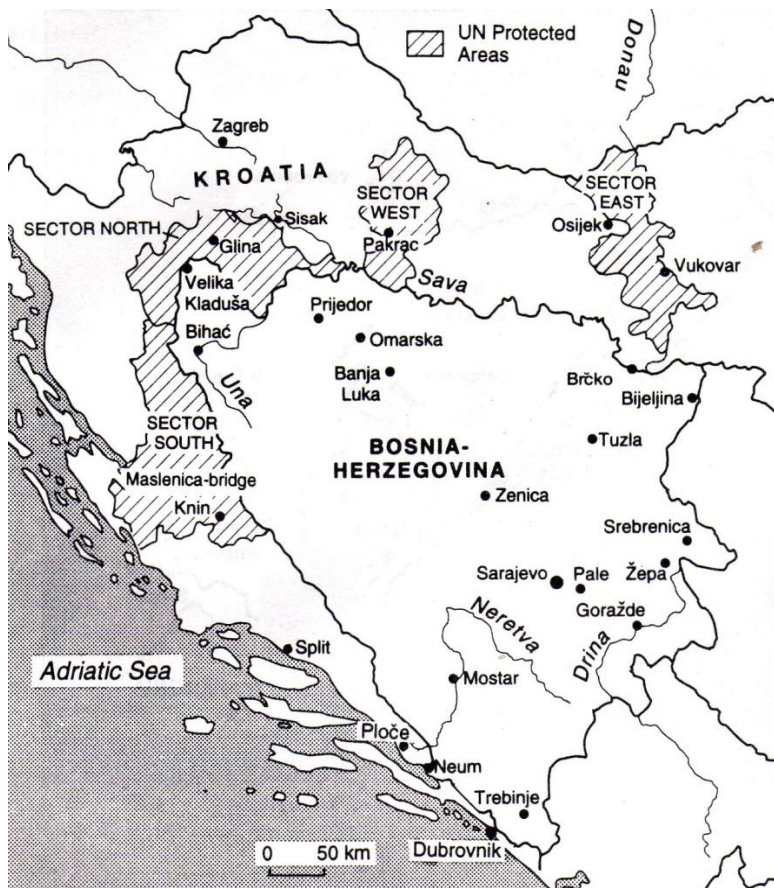 UN Protected
Areas
Donau
Zagreb
KROATIA
SECTOR
WEST
SECTOR
EAST
SECTOR NORTH
Sisak
Osijek
Glina
Pakrac
Vukovar
Velika
Kladuša
Sava
Prijedor
Bihać
Omarska
Una
Banja
Luka
Brčko
Bijeljina
SECTOR
SOUTH
BOSNIA-
HERZEGOVINA
Tuzla
Maslenica-bridge
Zenica
Knin
Srebrenica
Sarajevo
Pale
Žepa
Goražde
Neretva
Drina
Split
Adriatic Sea
Mostar
Ploče
Neum
Trebinje
0 50 km
Dubrovnik